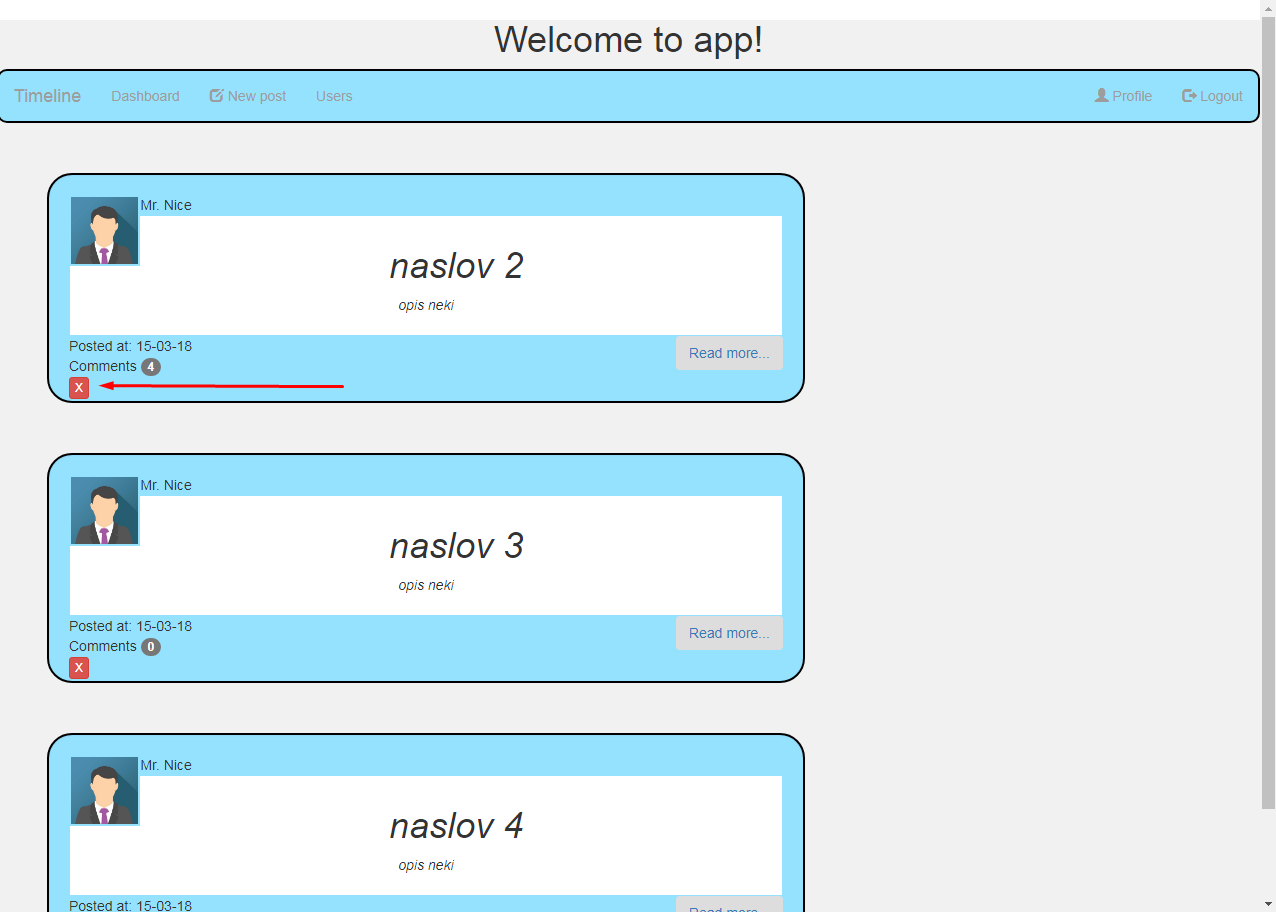 Welcome to app!
Timeline Dashboard New post Users Profile Logout
Mr. Nice
naslov 2
opis neki
Posted at: 15-03-18
Read more...
Comments 4
X
Mr. Nice
naslov 3
opis neki
Posted at: 15-03-18
Read more...
Comments 0
X
Mr. Nice
naslov 4
opis neki
Posted at: 15-03-18
Read more...